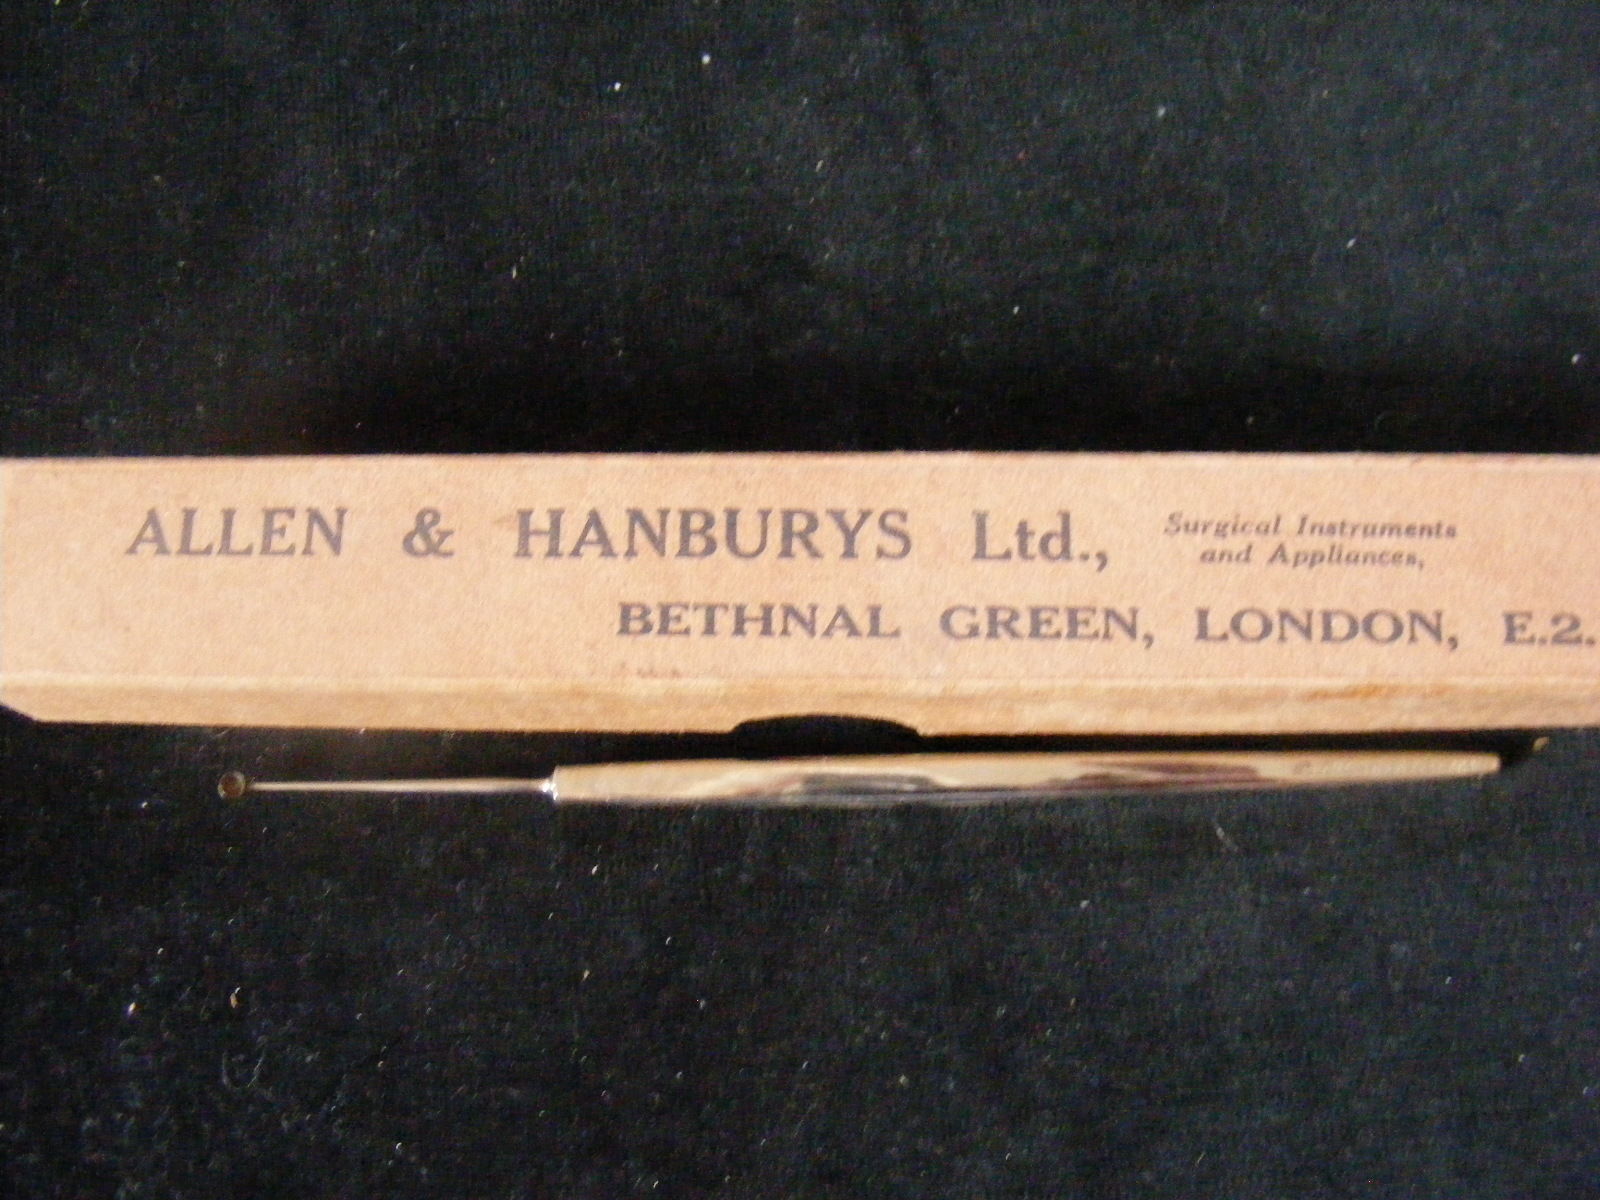 ALLEN & HANBURYS Ltd., Surgical Instruments
and Appliances,
BETHNAL GREEN, LONDON, E.2.